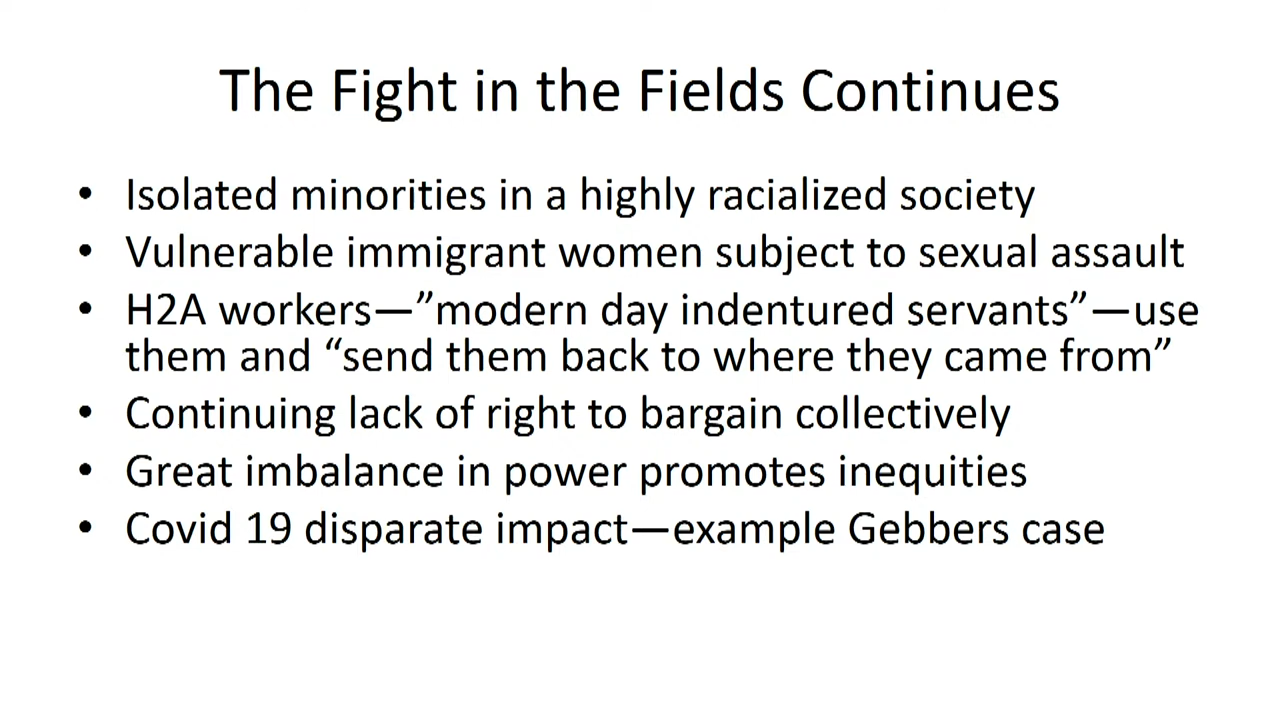 The Fight in the Fields Continues
• Isolated minorities in a highly racialized society
• Vulnerable immigrant women subject to sexual assault
• H2A workers—”modern day indentured servants”—use
them and “send them back to where they came from”
• Continuing lack of right to bargain collectively
• Great imbalance in power promotes inequities
• Covid 19 disparate impact—example Gebbers case